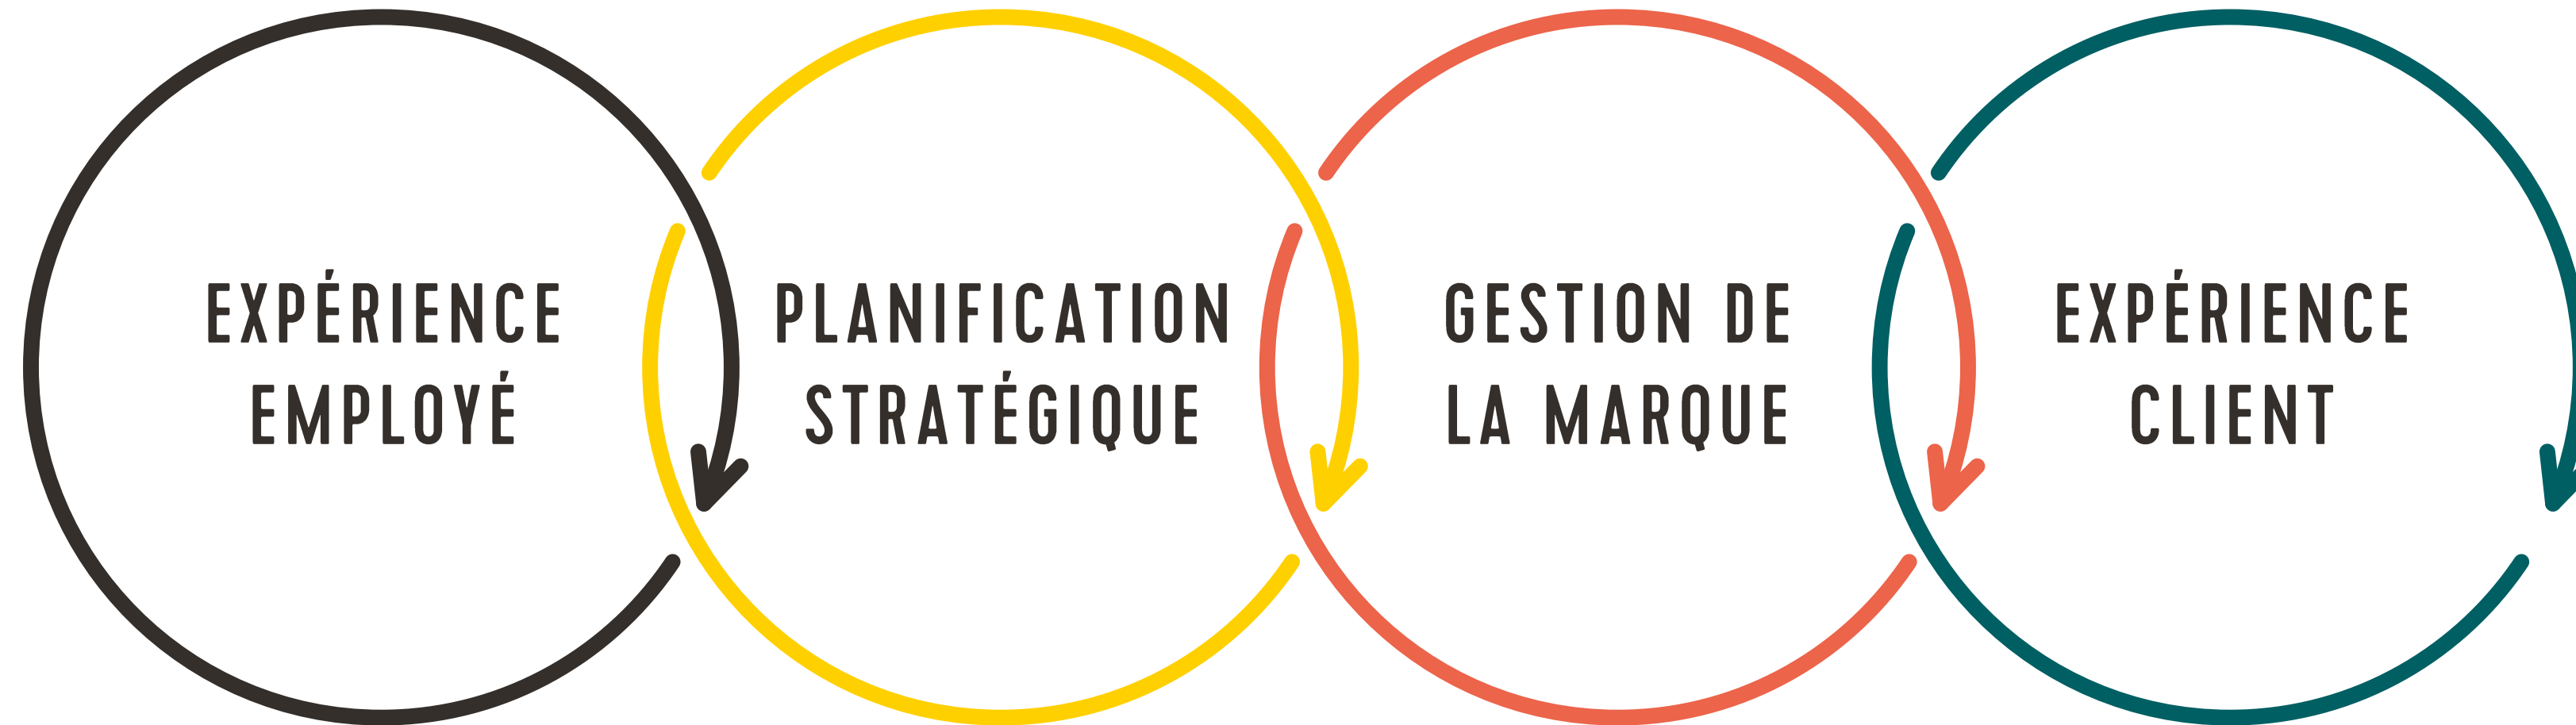 EXPÉRIENCE
EMPLOYÉ
PLANIFICATION
STRATÉGIQUE
GESTION DE
LA MARQUE
EXPÉRIENCE
CLIENT